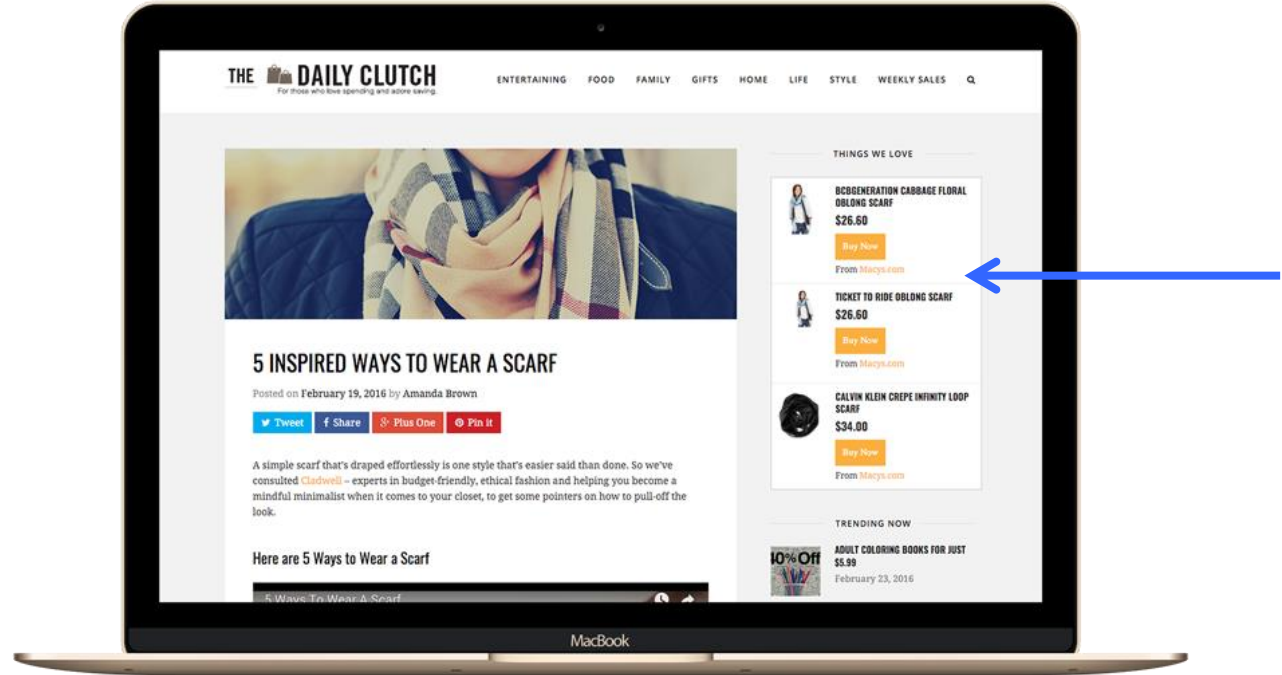 THE DAILY CLUTCH
For those who love spending and adore saving.
ENTERTAINING FOOD FAMILY GIFTS HOME LIFE STYLE WEEKLY SALES
5 INSPIRED WAYS TO WEAR A SCARF
Posted on February 19, 2016 by Amanda Brown
Tweet Share Plus One Pin it
A simple scarf that's draped effortlessly is one style that's easier said than done. So we've
consulted Cladwell – experts in budget-friendly, ethical fashion and helping you become a
mindful minimalist when it comes to your closet, to get some pointers on how to pull-off the
look.
Here are 5 Ways to Wear a Scarf
5 Ways To Wear A Scarf
THINGS WE LOVE
BCBGENERATION CABBAGE FLORAL
OBLONG SCARF
$26.60
Buy Now
From Macys.com
TICKET TO RIDE OBLONG SCARF
$26.60
Buy Now
From Macys.com
CALVIN KLEIN CREPE INFINITY LOOP
SCARF
$34.00
Buy Now
From Macys.com
TRENDING NOW
40% Off
ADULT COLORING BOOKS FOR JUST
$5.99
February 23, 2016
MacBook